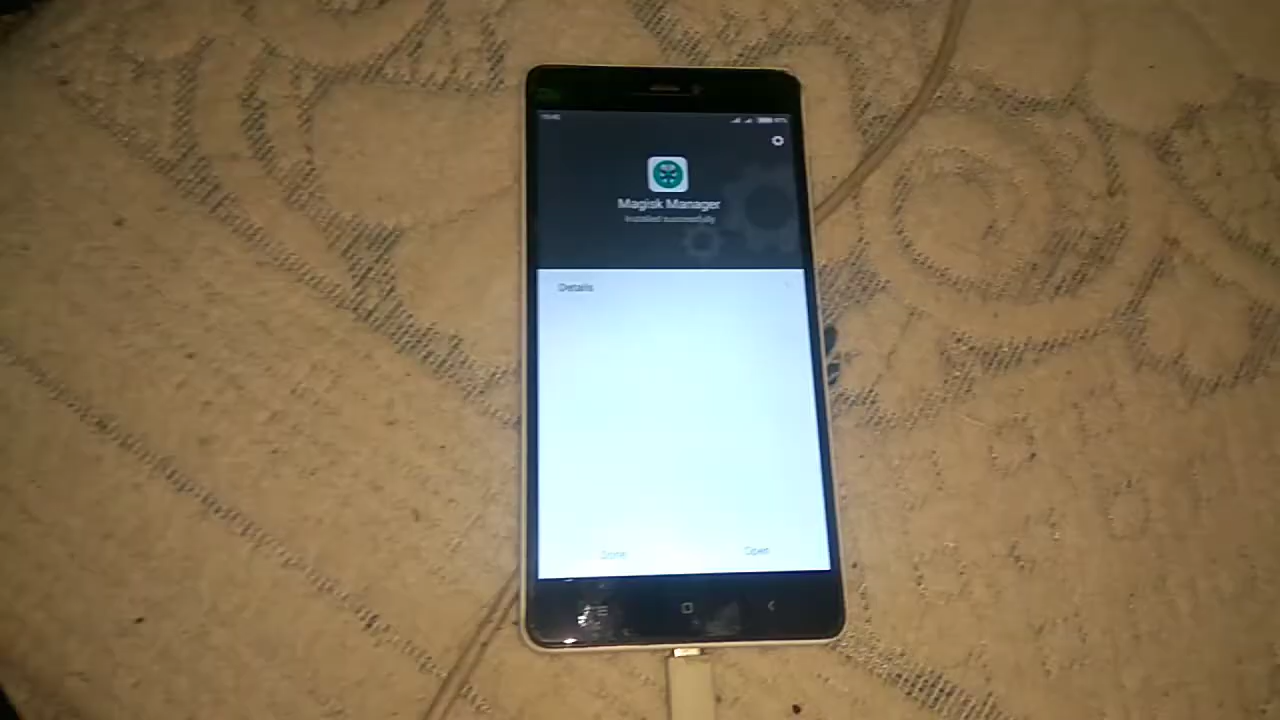 Magisk Manager
Installed successfully
Details
Done
Open